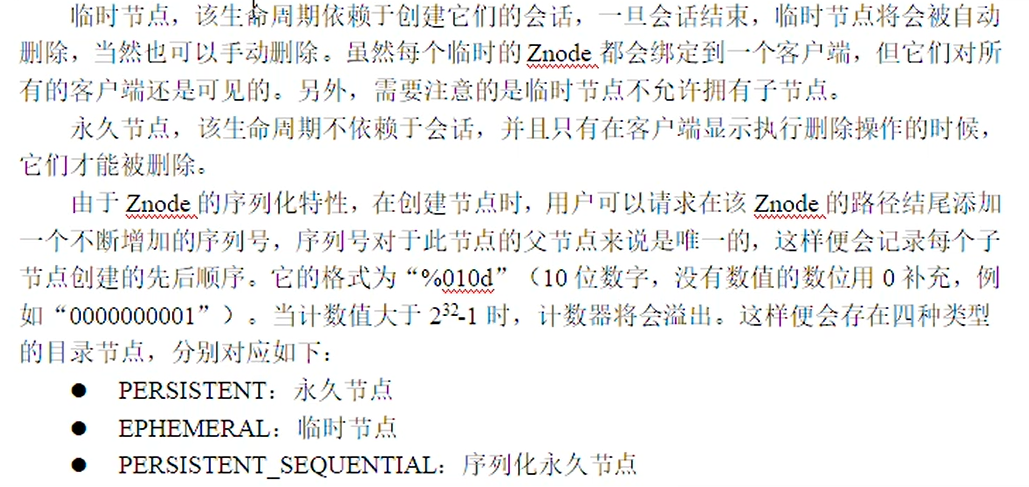 临时节点，该生命周期依赖于创建它们的会话，一旦会话结束，临时节点将会被自动
删除，当然也可以手动删除。虽然每个临时的 Znode 都会绑定到一个客户端，但它们对所
有的客户端还是可见的。另外，需要注意的是临时节点不允许拥有子节点。
永久节点，该生命周期不依赖于会话，并且只有在客户端显示执行删除操作的时候，
它们才能被删除。
由于 Znode 的序列化特性，在创建节点时，用户可以请求在该 Znode 的路径结尾添加
一个不断增加的序列号，序列号对于此节点的父节点来说是唯一的，这样便会记录每个子
节点创建的先后顺序。它的格式为“%010d”（10 位数字，没有数值的数位用 0 补充，例
如“0000000001”）。当计数值大于 2³²-1 时，计数器将会溢出。这样便会存在四种类型
的目录节点，分别对应如下：
● PERSISTENT：永久节点
● EPHEMERAL：临时节点
● PERSISTENT_SEQUENTIAL：序列化永久节点